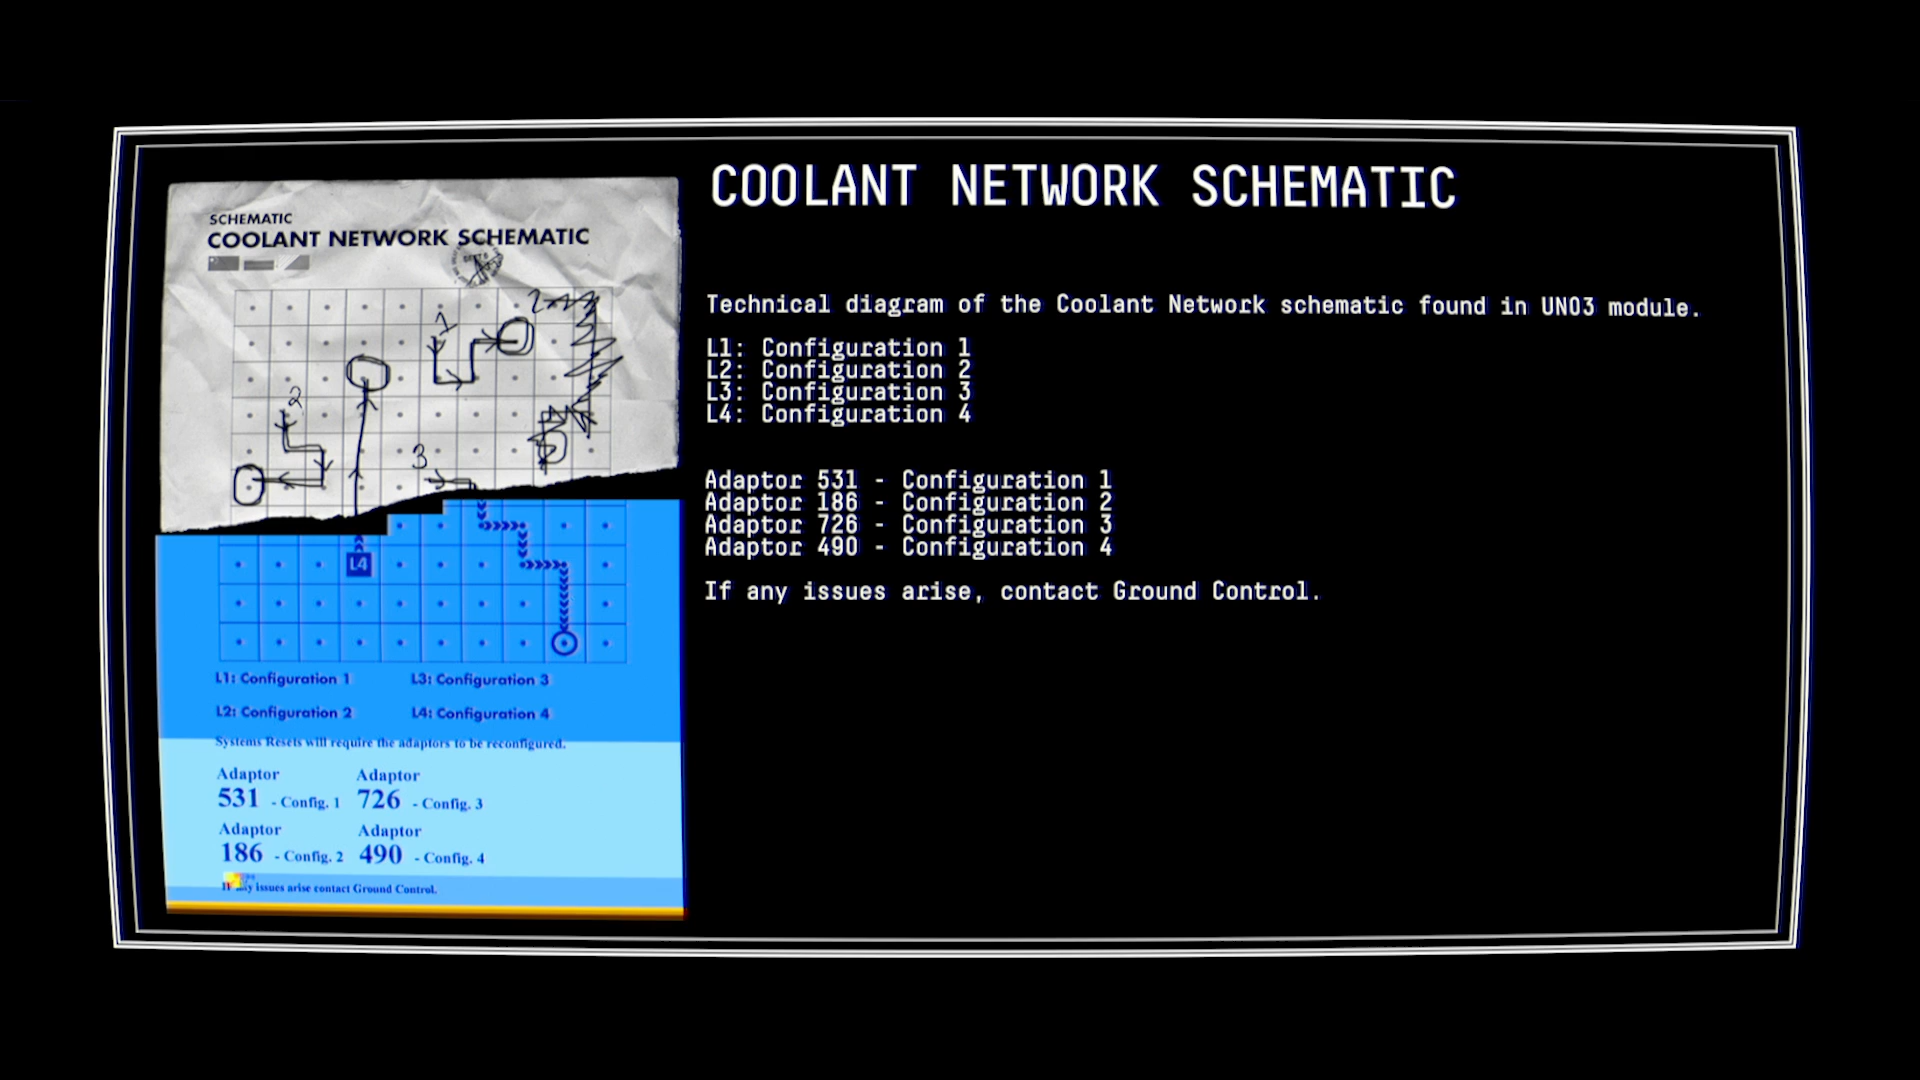 COOLANT NETWORK SCHEMATIC
Technical diagram of the Coolant Network schematic found in UNO3 module.
L1: Configuration 1
L2: Configuration 2
L3: Configuration 3
L4: Configuration 4
Adaptor 531 - Configuration 1
Adaptor 186 - Configuration 2
Adaptor 726 - Configuration 3
Adaptor 490 - Configuration 4
If any issues arise, contact Ground Control.
SCHEMATIC
COOLANT NETWORK SCHEMATIC
2
1
2
3
L4
L1: Configuration 1
L3: Configuration 3
L2: Configuration 2
L4: Configuration 4
Systems Resets will require the adaptors to be reconfigured.
Adaptor
531 - Config. 1
Adaptor
726 - Config. 3
Adaptor
186 - Config. 2
Adaptor
490 - Config. 4
issues arise contact Ground Control.